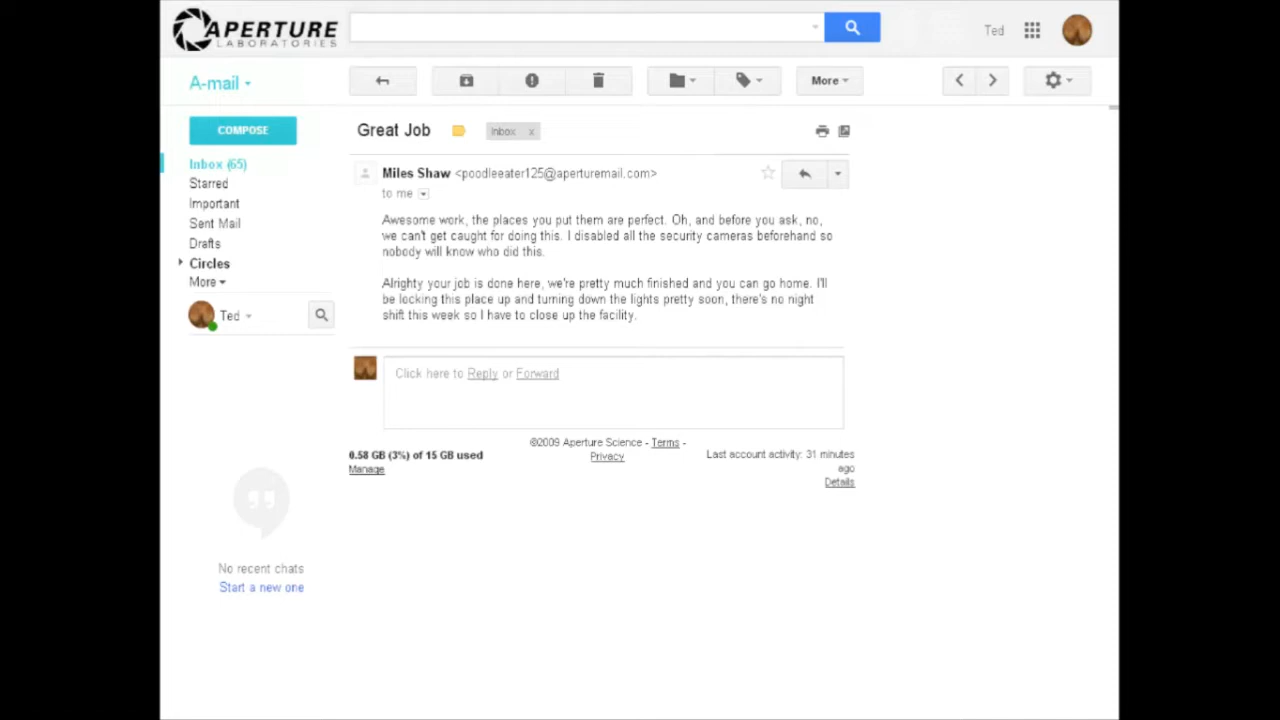 APERTURE
LABORATORIES
Ted
A-mail
More
COMPOSE
Great Job
Inbox x
Inbox (65)
Starred
Important
Sent Mail
Drafts
Circles
More
Ted
Miles Shaw <poodleeater125@aperturemail.com>
to me
Awesome work, the places you put them are perfect. Oh, and before you ask, no,
we can't get caught for doing this. I disabled all the security cameras beforehand so
nobody will know who did this.
Alrighty your job is done here, we're pretty much finished and you can go home. I'll
be locking this place up and turning down the lights pretty soon, there's no night
shift this week so I have to close up the facility.
Click here to Reply or Forward
0.58 GB (3%) of 15 GB used
Manage
©2009 Aperture Science - Terms -
Privacy
Last account activity: 31 minutes
ago
Details
No recent chats
Start a new one